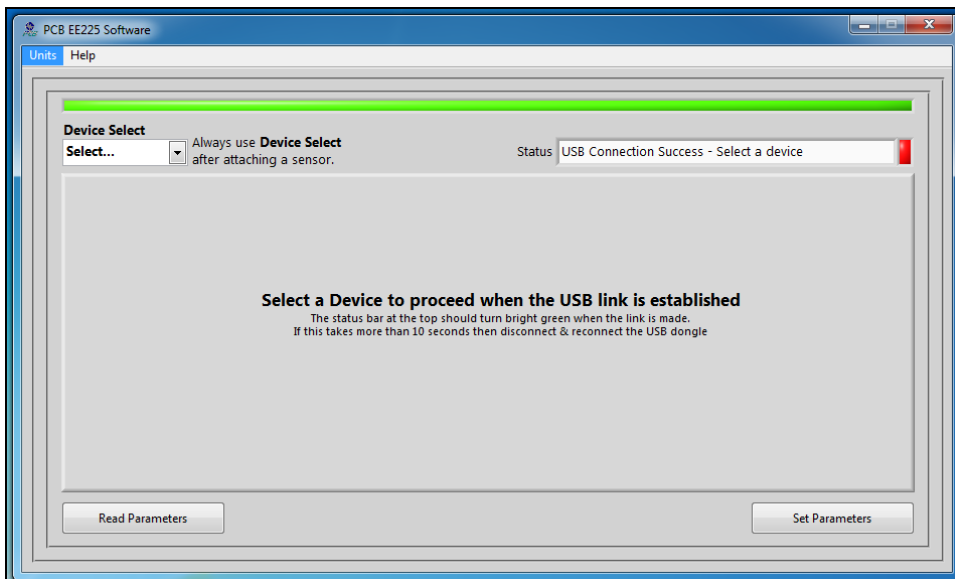 PCB EE225 Software
Units Help
Device Select
Select...
Always use Device Select
after attaching a sensor.
Status USB Connection Success - Select a device
Select a Device to proceed when the USB link is established
The status bar at the top should turn bright green when the link is made.
If this takes more than 10 seconds then disconnect & reconnect the USB dongle
Read Parameters
Set Parameters